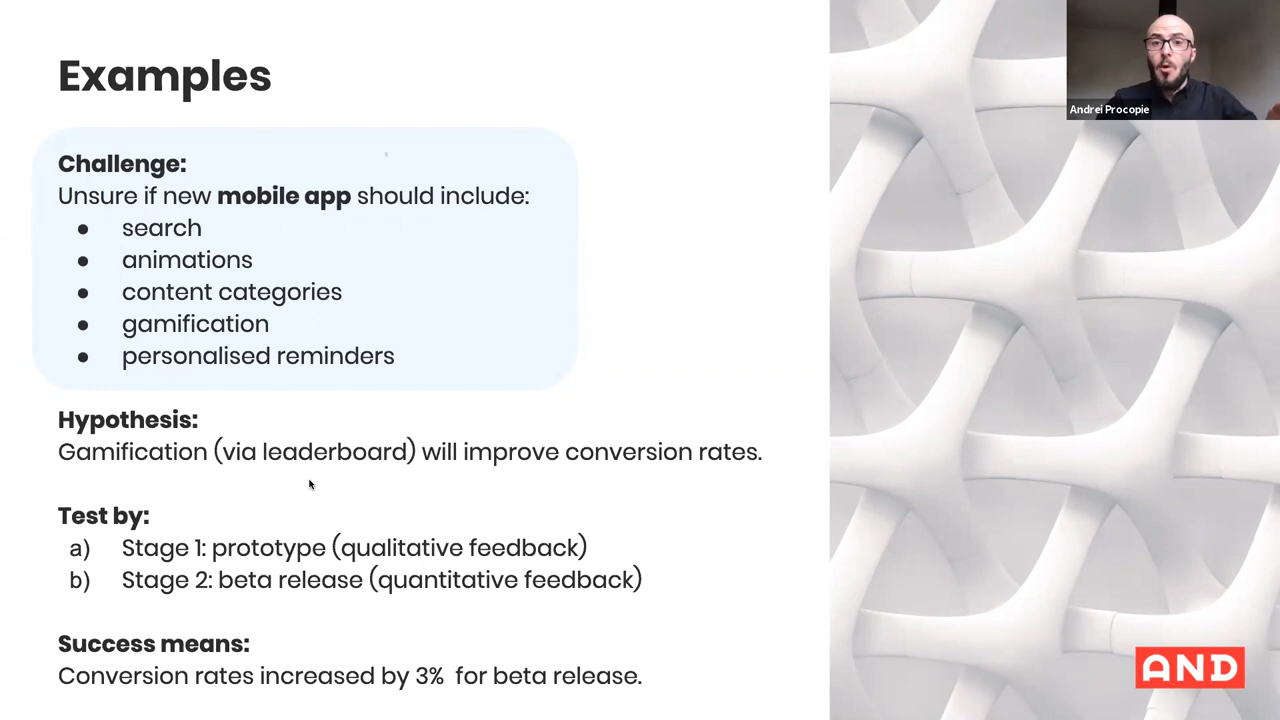 Examples
Challenge:
Unsure if new mobile app should include:
● search
● animations
● content categories
● gamification
● personalised reminders
Hypothesis:
Gamification (via leaderboard) will improve conversion rates.
Test by:
a) Stage 1: prototype (qualitative feedback)
b) Stage 2: beta release (quantitative feedback)
Success means:
Conversion rates increased by 3% for beta release.
Andrei Procopie
AND